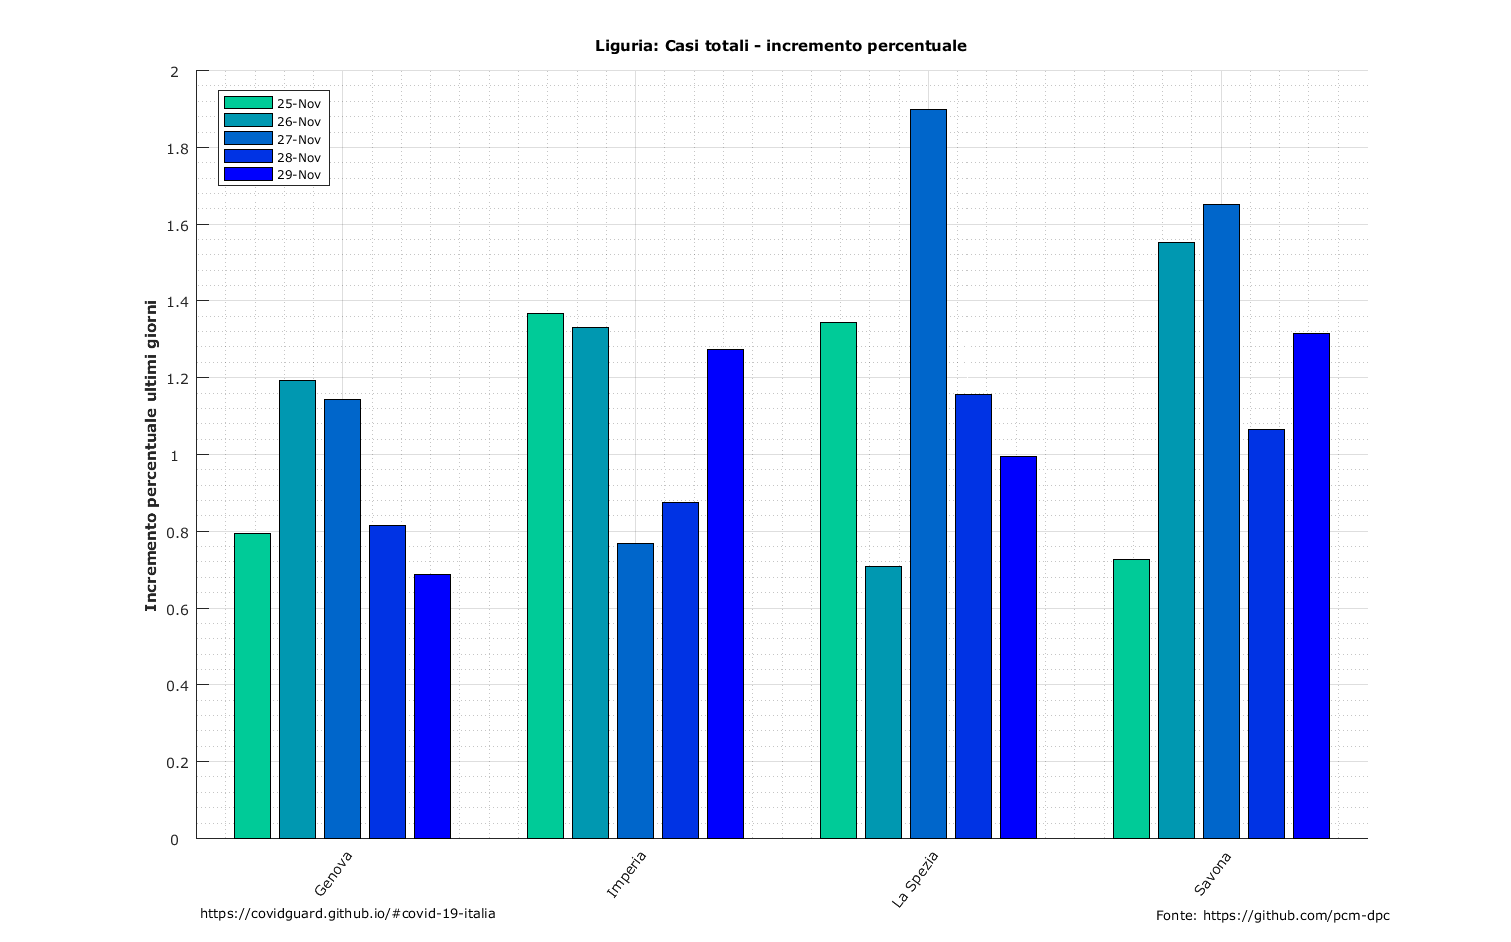 Liguria: Casi totali - incremento percentuale
25-Nov
26-Nov
27-Nov
28-Nov
29-Nov
Incremento percentuale ultimi giorni
2
1.8
1.6
1.4
1.2
1
0.8
0.6
0.4
0.2
0
Genova
Imperia
La Spezia
Savona
https://covidguard.github.io/#covid-19-italia
Fonte: https://github.com/pcm-dpc